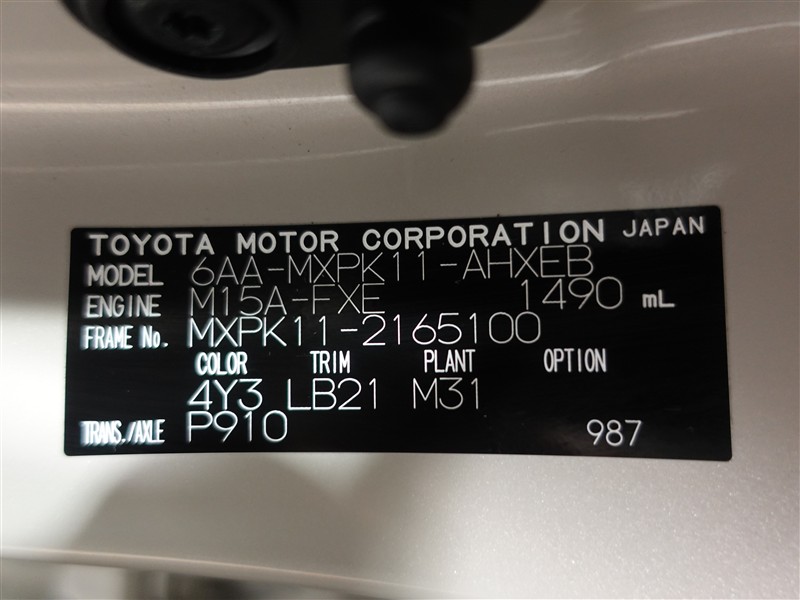 TOYOTA MOTOR CORPORATION JAPAN
MODEL 6AA-MXPK11-AHXEB
ENGINE M15A-FXE 1490 mL
FRAME No. MXPK11-2165100
COLOR TRIM PLANT OPTION
4Y3 LB21 M31
TRANS./AXLE P910 987